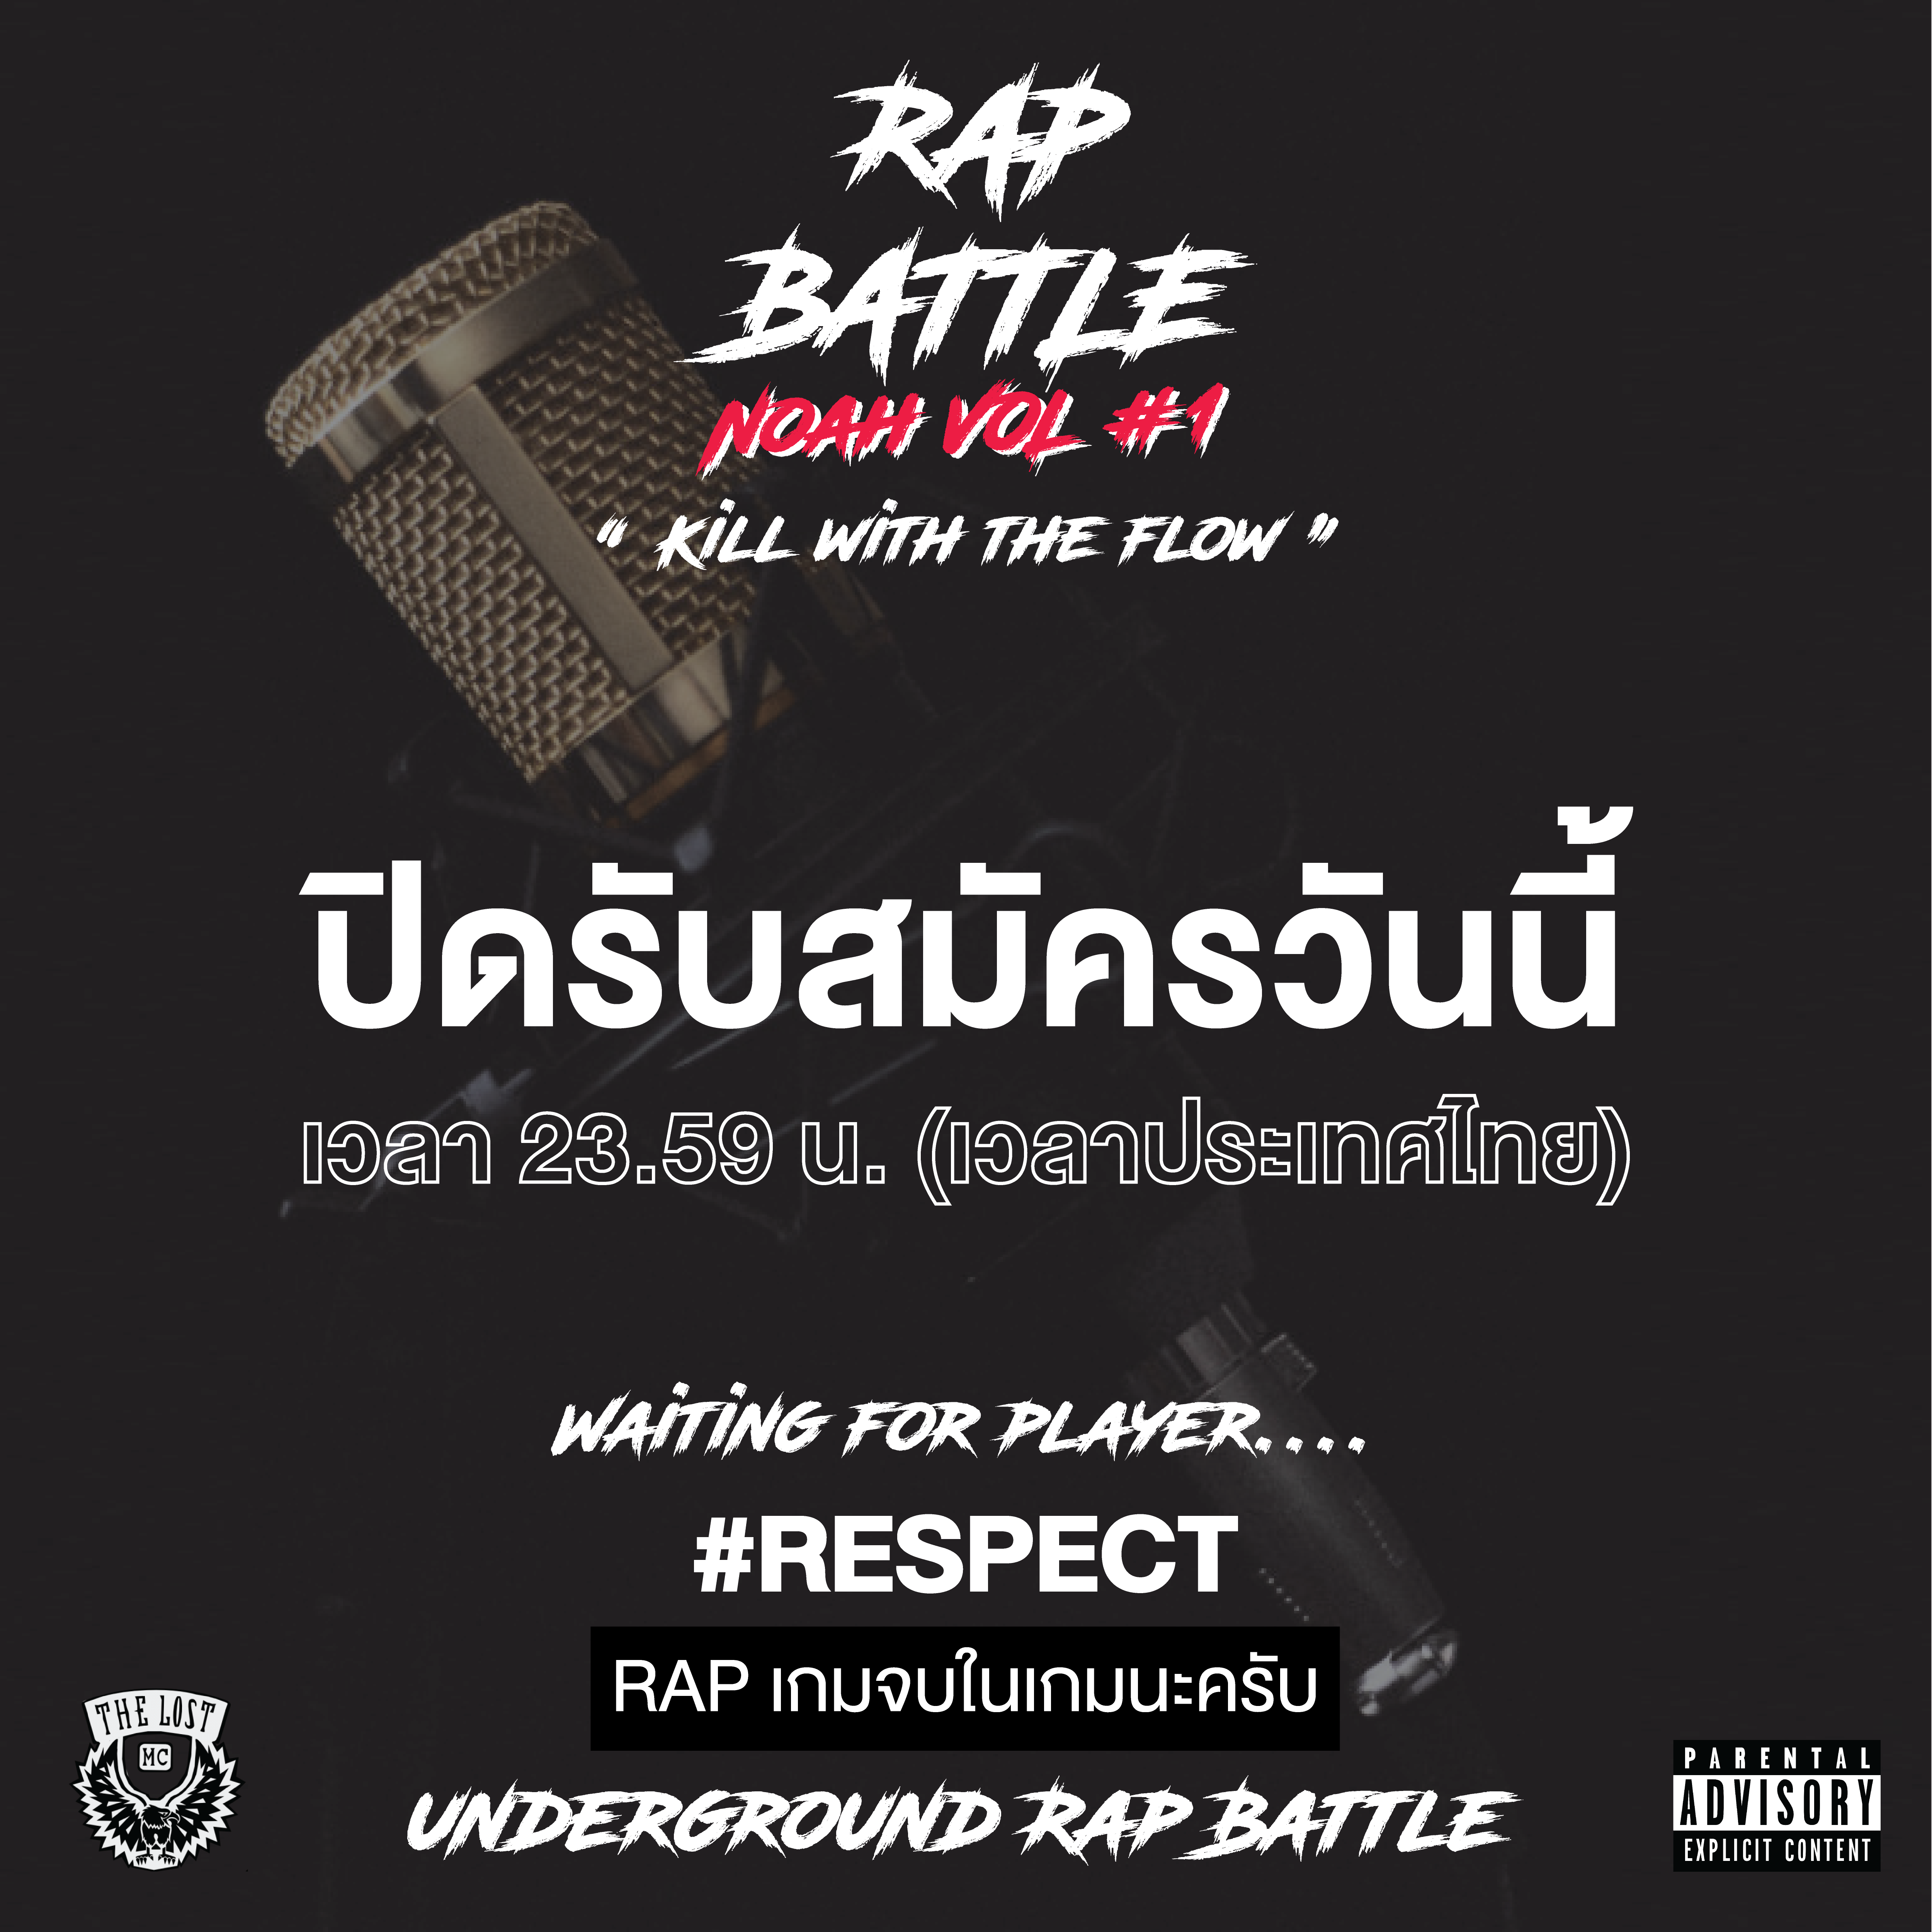 RAP
BATTLE
NOAH VOL #1
" KILL WITH THE FLOW "
ปิดรับสมัครวันนี้
เวลา 23.59 น. (เวลาประเทศไทย)
WAITING FOR PLAYER....
#RESPECT
RAP เกมจบในเกมนะครับ
UNDERGROUND RAP BATTLE
THE LOST
MC
PARENTAL
ADVISORY
EXPLICIT CONTENT